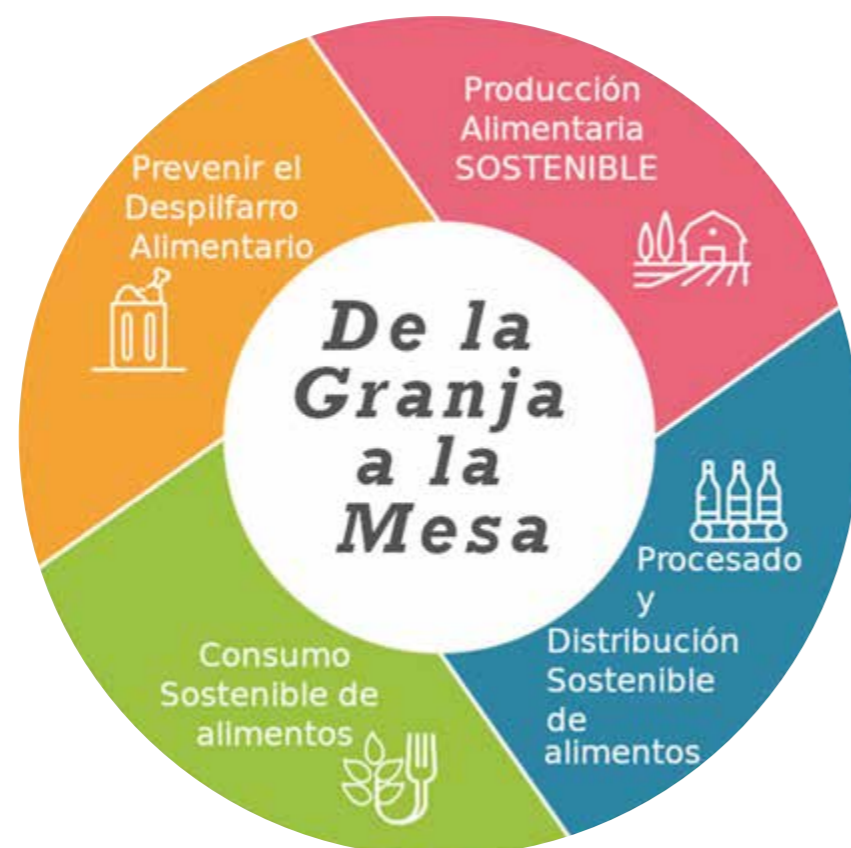 Producción
Alimentaria
SOSTENIBLE
Prevenir el
Despilfarro
Alimentario
De la
Granja
a la
Mesa
Procesado
y
Distribución
Sostenible
de
alimentos
Consumo
Sostenible de
alimentos